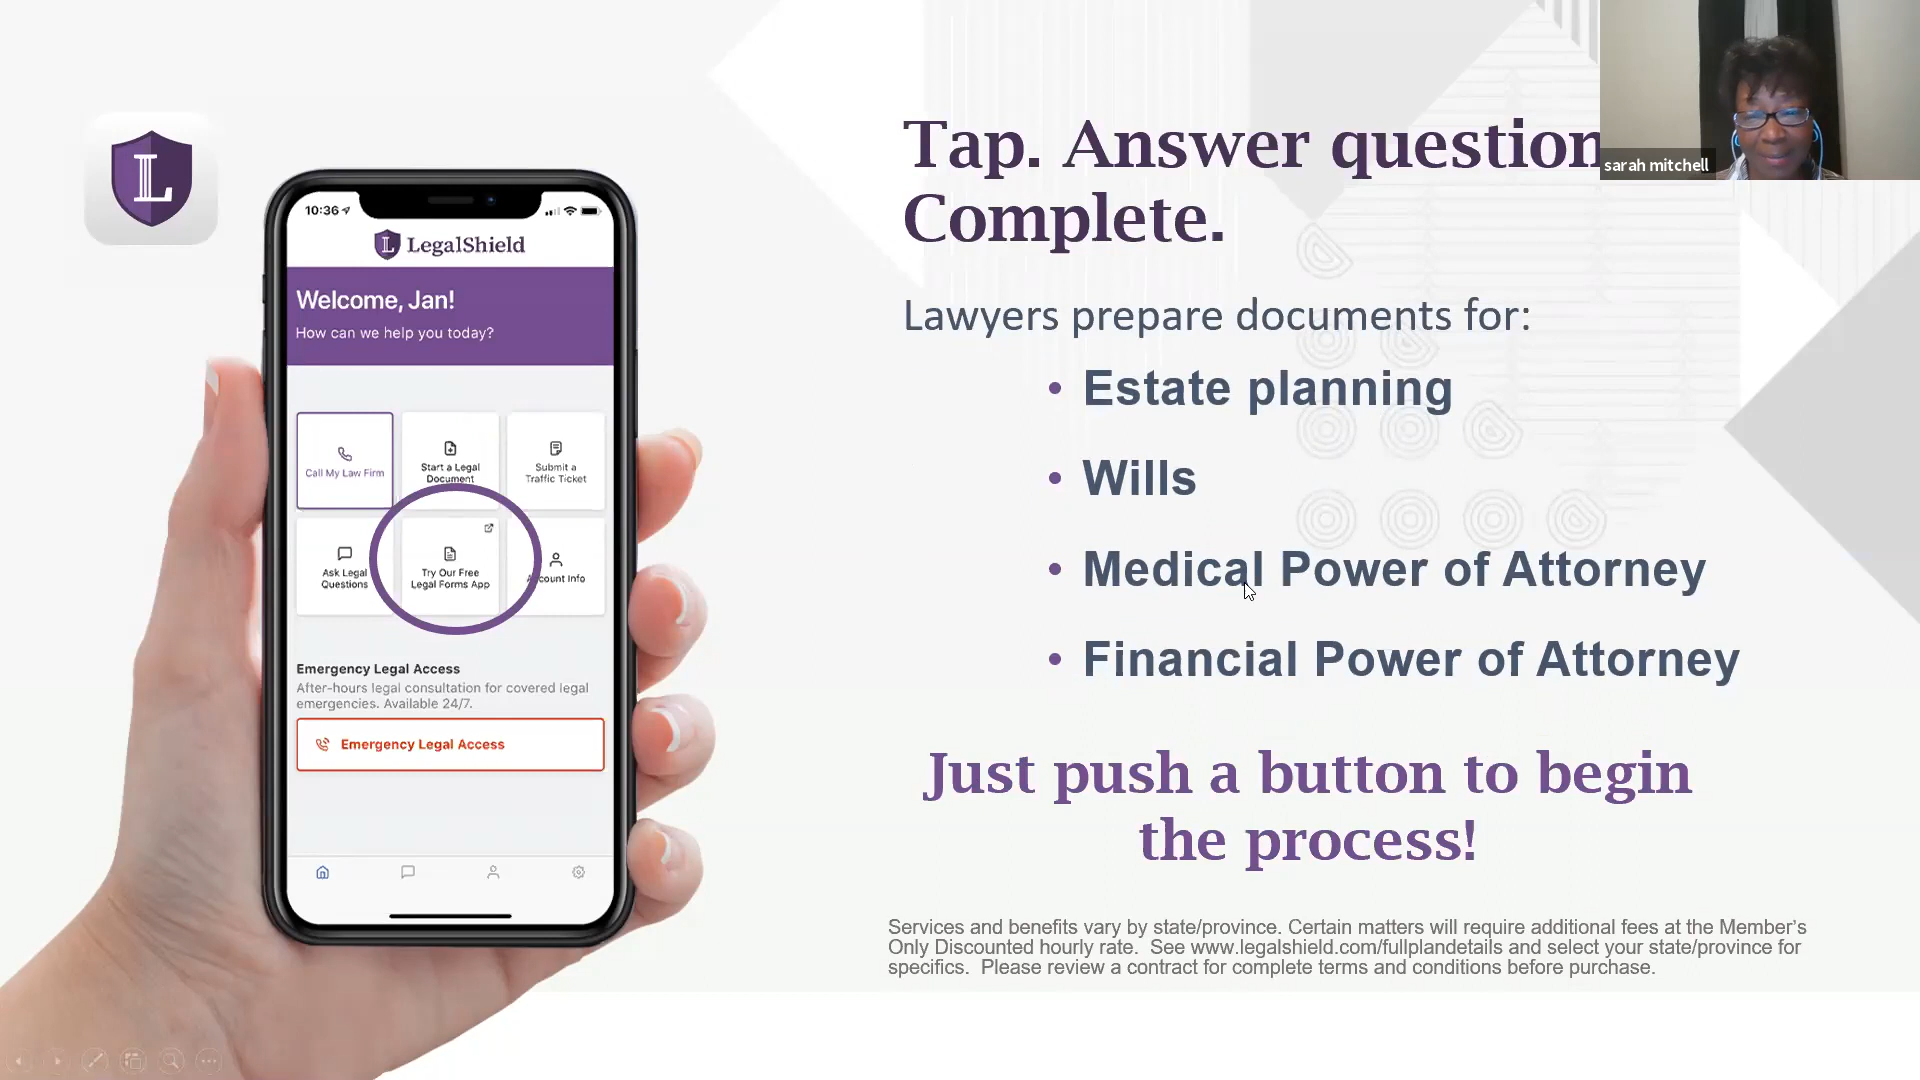 Tap. Answer question
Complete.
sarah mitchell
Lawyers prepare documents for:
• Estate planning
• Wills
• Medical Power of Attorney
• Financial Power of Attorney
Just push a button to begin
the process!
Services and benefits vary by state/province. Certain matters will require additional fees at the Member's
Only Discounted hourly rate.  See www.legalshield.com/fullplandetails and select your state/province for
specifics.  Please review a contract for complete terms and conditions before purchase.
L
10:36
L LegalShield
Welcome, Jan!
How can we help you today?
Call My Law Firm
Start a Legal
Document
Submit a
Traffic Ticket
Ask Legal
Questions
Try Our Free
Legal Forms App
count Info
Emergency Legal Access
After-hours legal consultation for covered legal
emergencies. Available 24/7.
Emergency Legal Access